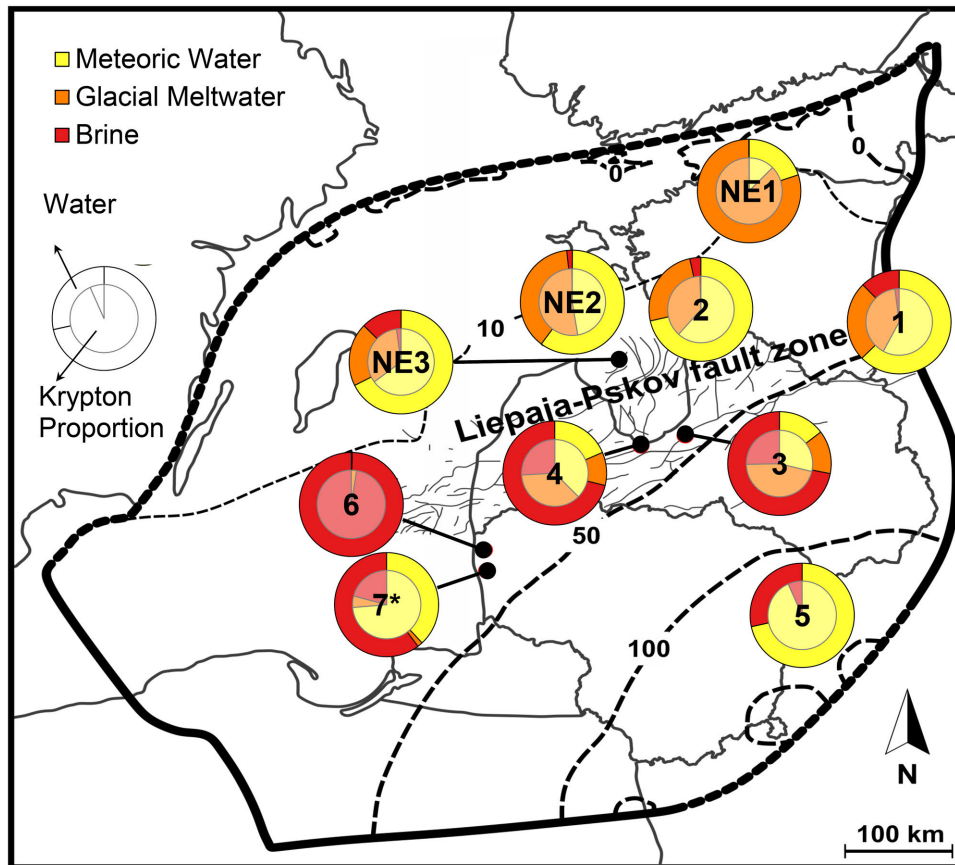 Meteoric Water
Glacial Meltwater
Brine
Water
Krypton
Proportion
0
0
NE1
NE2
2
1
10
NE3
Liepaja-Pskov fault zone
4
3
6
50
7*
5
100
N
100 km